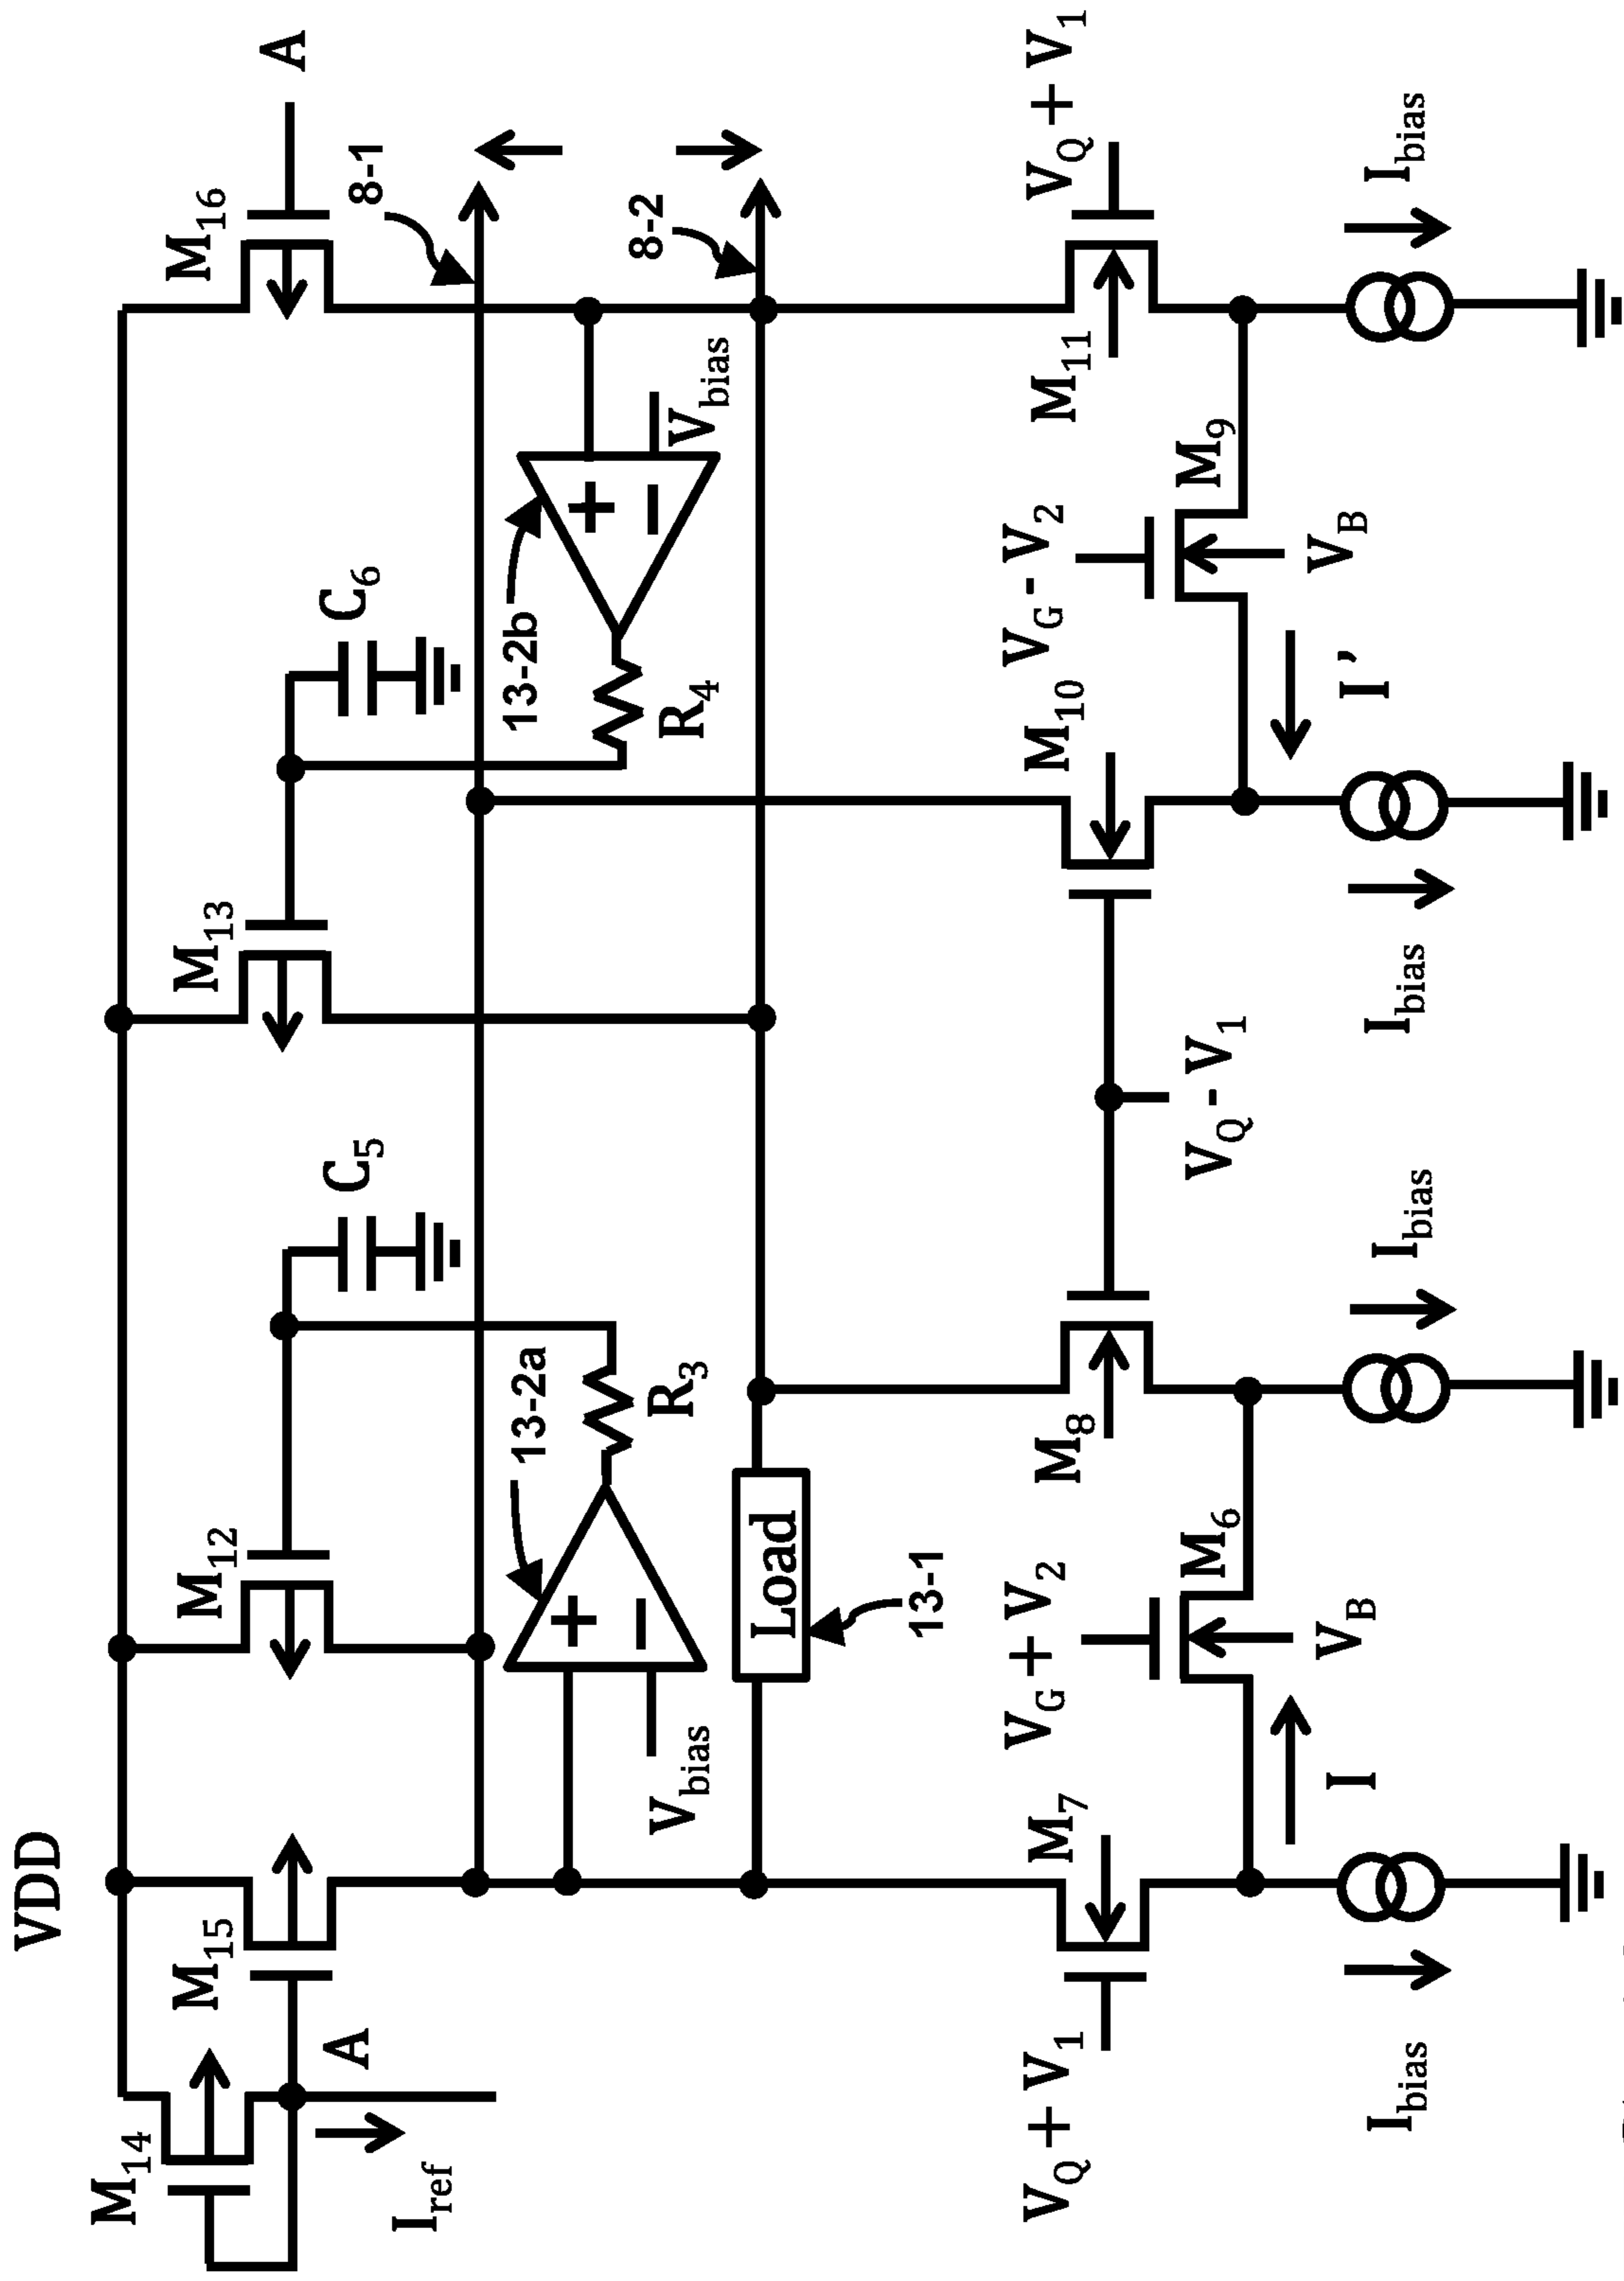 VDD
M14
M15
M12
M13
M16
A
A
Iref
C5
C6
8-1
8-2
13-2a
13-2b
R3
R4
Vbias
Vbias
Load
13-1
VQ + V1
M7
M8
M10
M11
VQ + V1
VG + V2
M6
VQ - V1
VG - V2
M9
VB
VB
I
I'
Ibias
Ibias
Ibias
Ibias